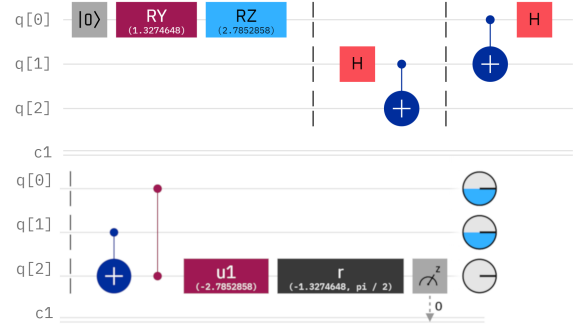 q[0] |0⟩ RY (1.3274648) RZ (2.7852858) H
q[1] H
q[2]
c1
q[0]
q[1]
q[2] u1 (-2.7852858) r (-1.3274648, pi / 2) z
0
c1